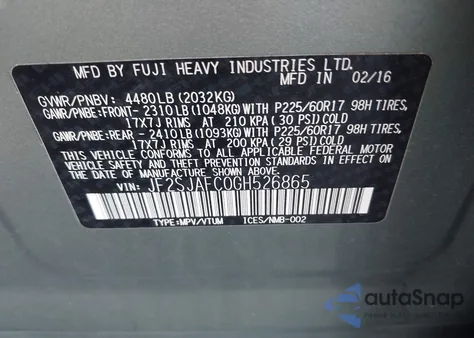 MFD BY FUJI HEAVY INDUSTRIES LTD.
MFD IN 02/16
GVWR/PNBV: 4480LB (2032KG)
GAWR/PNBE:FRONT - 2310LB (1048KG)WITH P225/60R17 98H TIRES,
17X7J RIMS AT 210 KPA (30 PSI)COLD
GAWR/PNBE:REAR - 2410LB (1093KG)WITH P225/60R17 98H TIRES,
17X7J RIMS AT 200 KPA (29 PSI)COLD
THIS VEHICLE CONFORMS TO ALL APPLICABLE FEDERAL MOTOR
VEHICLE SAFETY, BUMPER, AND THEFT PREVENTION STANDARDS IN
EFFECT ON THE DATE OF MANUFACTURE SHOWN ABOVE.
VIN: JF2SJAFC0GH526865
TYPE:MPV/VTUM ICES/NMB-002
autoSnap